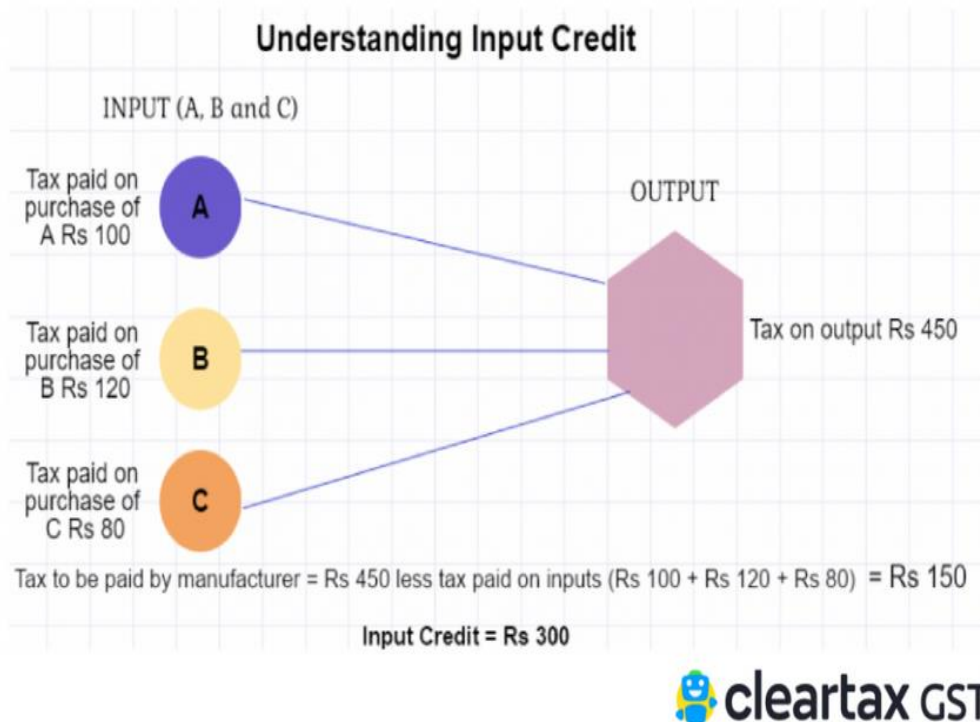 Understanding Input Credit
INPUT (A, B and C)
Tax paid on
purchase of
A Rs 100
A
OUTPUT
Tax paid on
purchase of
B Rs 120
B
Tax on output Rs 450
Tax paid on
purchase of
C Rs 80
C
Tax to be paid by manufacturer = Rs 450 less tax paid on inputs (Rs 100 + Rs 120 + Rs 80) = Rs 150
Input Credit = Rs 300
cleartax GST